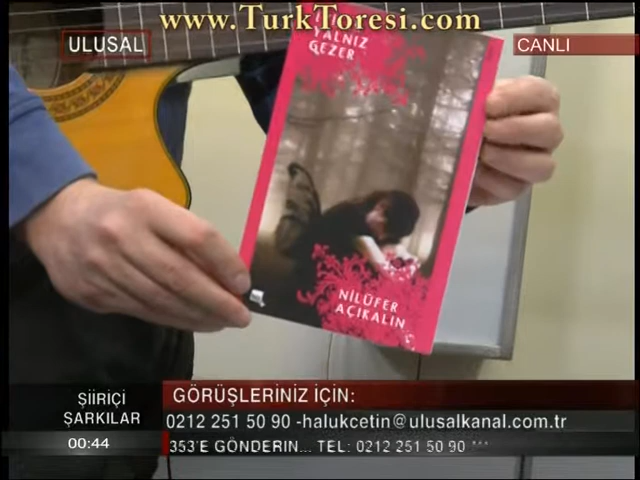 www.TurkToresi.com
ULUSAL
CANLI
YALNIZ
GEZER
NİLÜFER
AÇIKALIN
ŞİİRİÇİ
ŞARKILAR
00:44
GÖRÜŞLERİNİZ İÇİN:
0212 251 50 90 -halukcetin@ulusalkanal.com.tr
353'E GÖNDERIN... TEL: 0212 251 50 90 ***